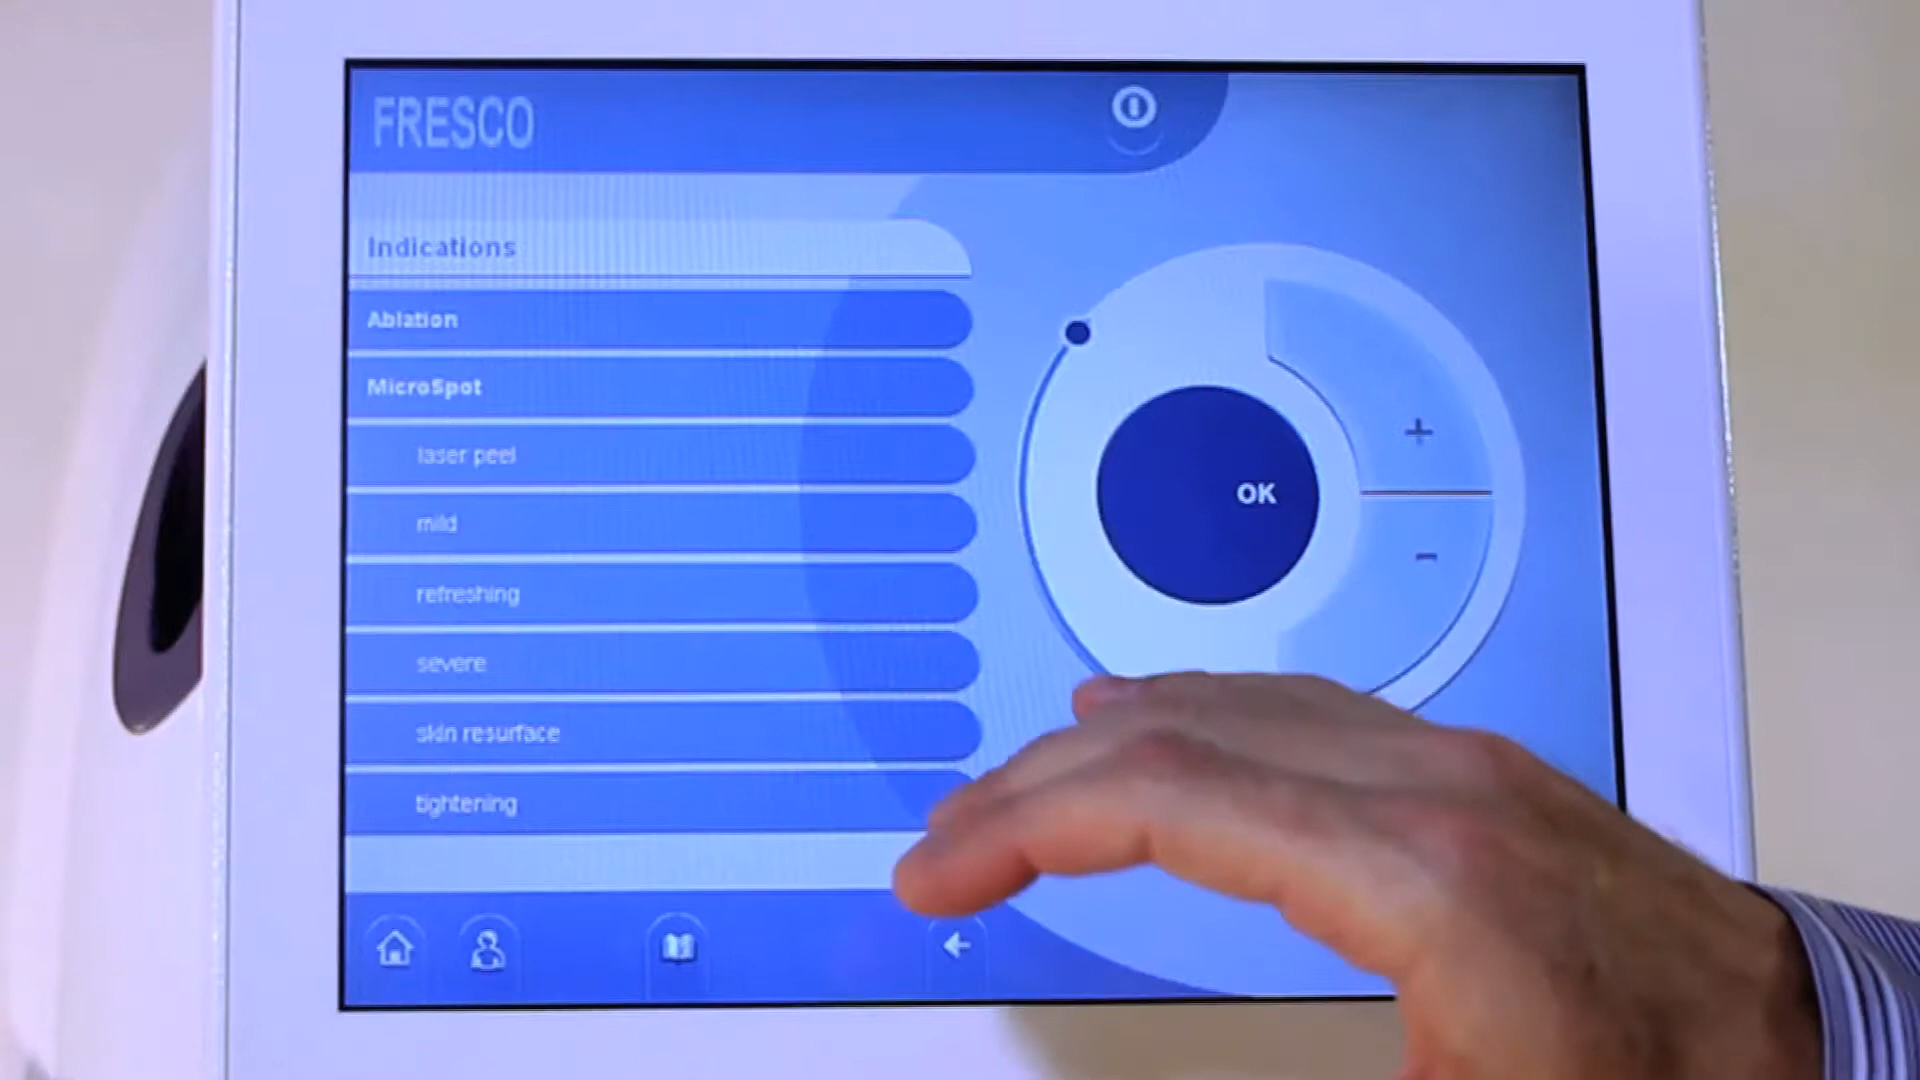 FRESCO
Indications
Ablation
MicroSpot
laser peel
mild
refreshing
severe
skin resurface
tightening
OK
+
-